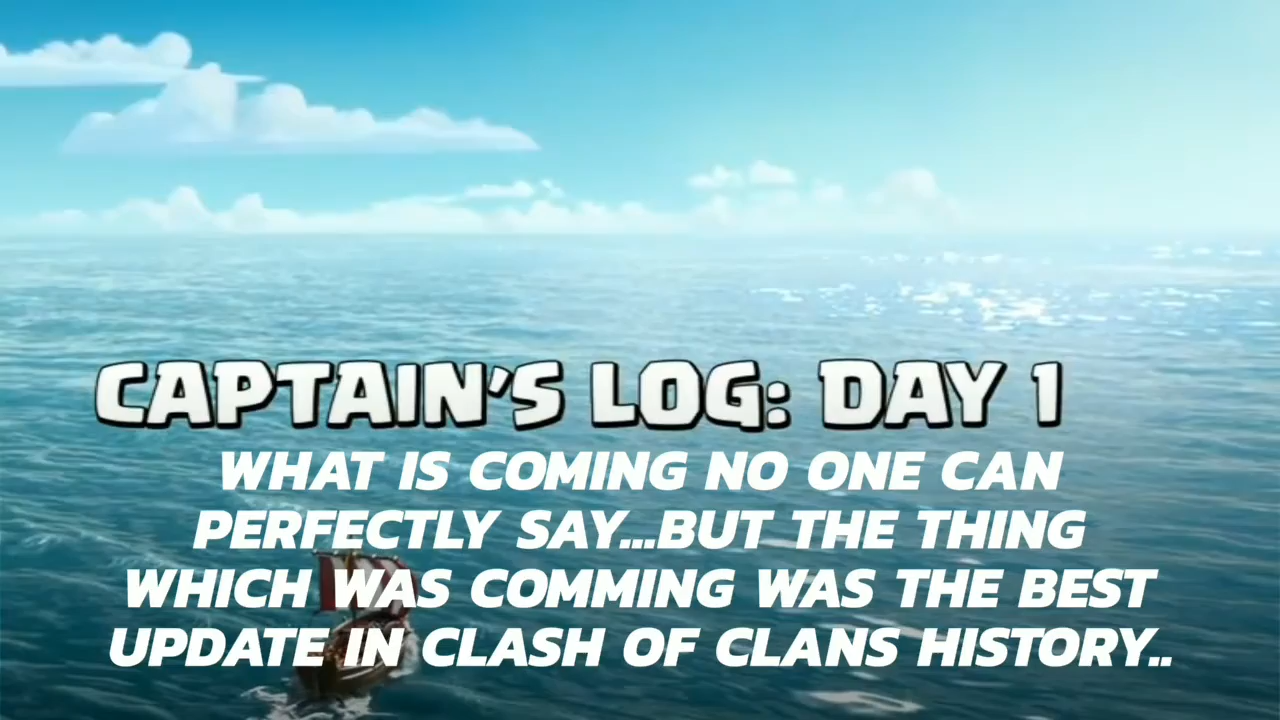 CAPTAIN'S LOG: DAY 1
WHAT IS COMING NO ONE CAN
PERFECTLY SAY...BUT THE THING
WHICH WAS COMMING WAS THE BEST
UPDATE IN CLASH OF CLANS HISTORY..